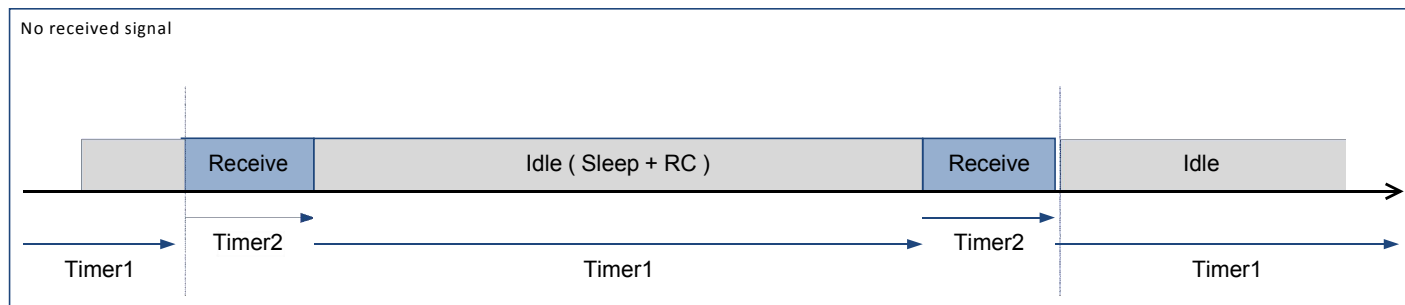 No received signal
Receive
Idle ( Sleep + RC )
Receive
Idle
Timer2
Timer2
Timer1
Timer1
Timer1